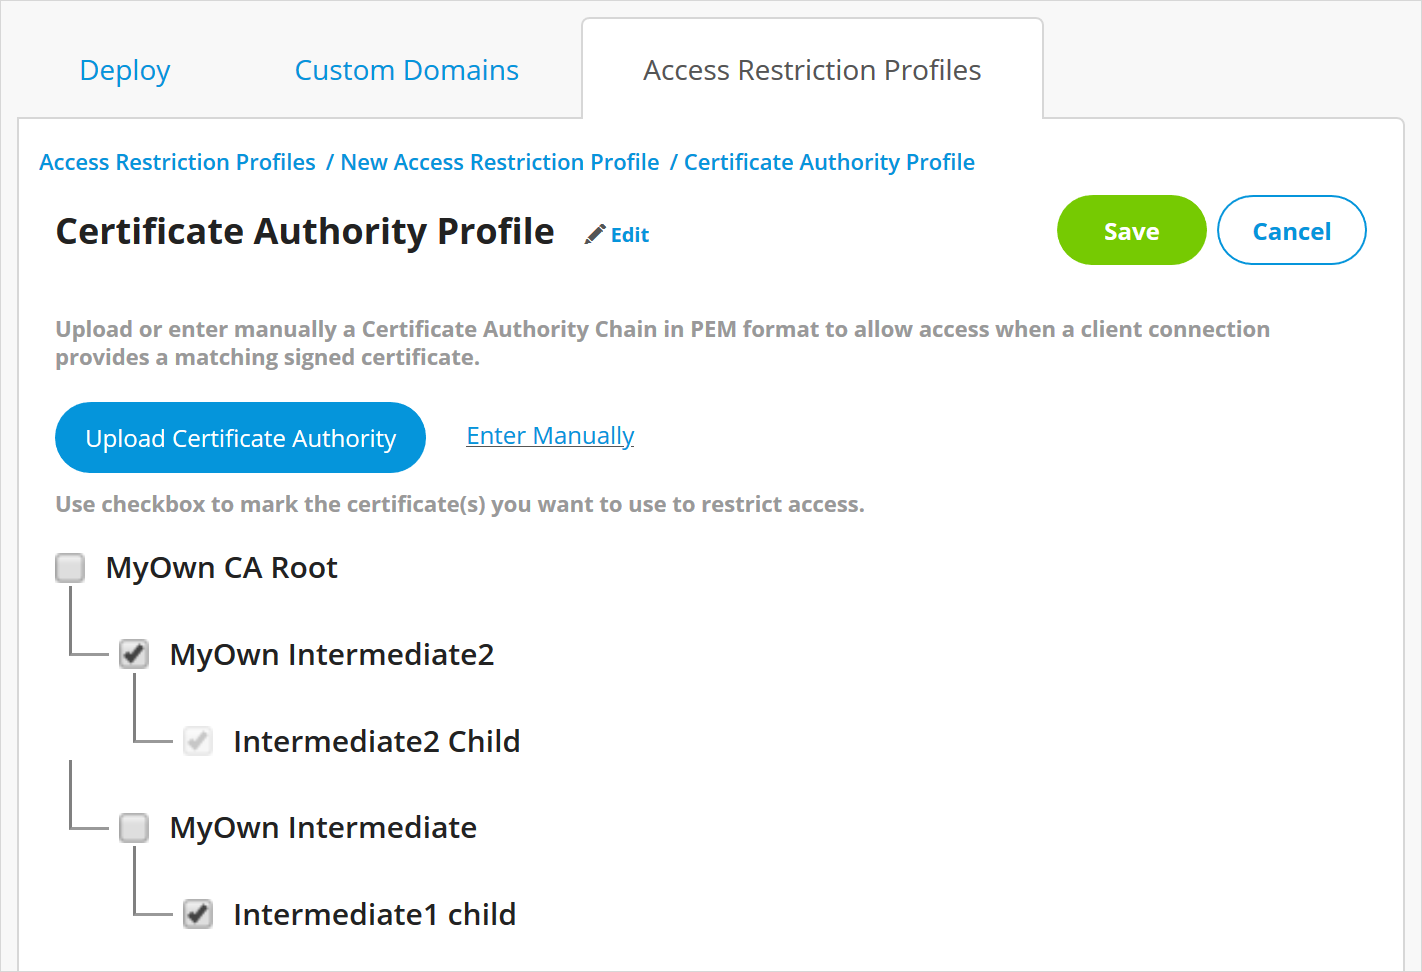 Deploy Custom Domains Access Restriction Profiles
Access Restriction Profiles / New Access Restriction Profile / Certificate Authority Profile
Certificate Authority Profile Edit Save Cancel
Upload or enter manually a Certificate Authority Chain in PEM format to allow access when a client connection
provides a matching signed certificate.
Upload Certificate Authority Enter Manually
Use checkbox to mark the certificate(s) you want to use to restrict access.
MyOwn CA Root
MyOwn Intermediate2
Intermediate2 Child
MyOwn Intermediate
Intermediate1 child